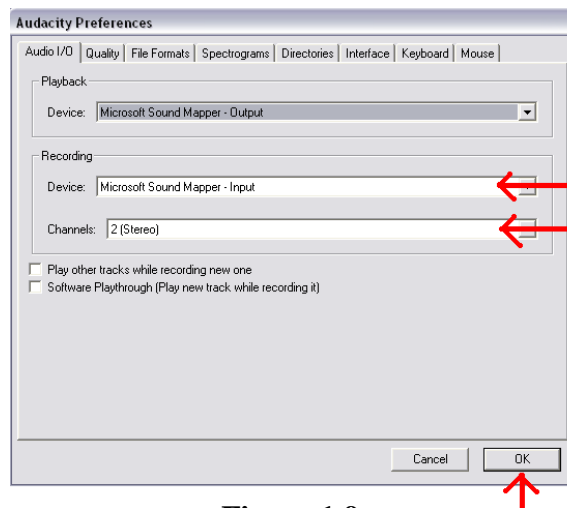 Audacity Preferences
Audio I/O Quality File Formats Spectrograms Directories Interface Keyboard Mouse
Playback
Device: Microsoft Sound Mapper - Output
Recording
Device: Microsoft Sound Mapper - Input
Channels: 2 (Stereo)
Play other tracks while recording new one
Software Playthrough (Play new track while recording it)
Cancel OK